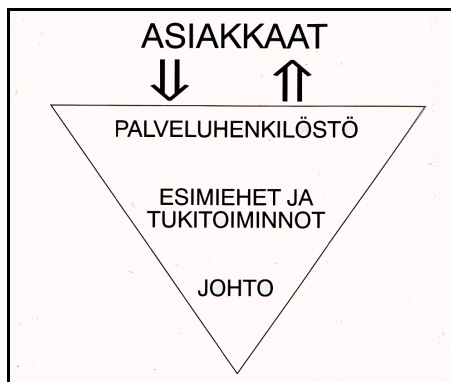 ASIAKKAAT
PALVELUHENKILÖSTÖ
ESIMIEHET JA
TUKITOIMINNOT
JOHTO